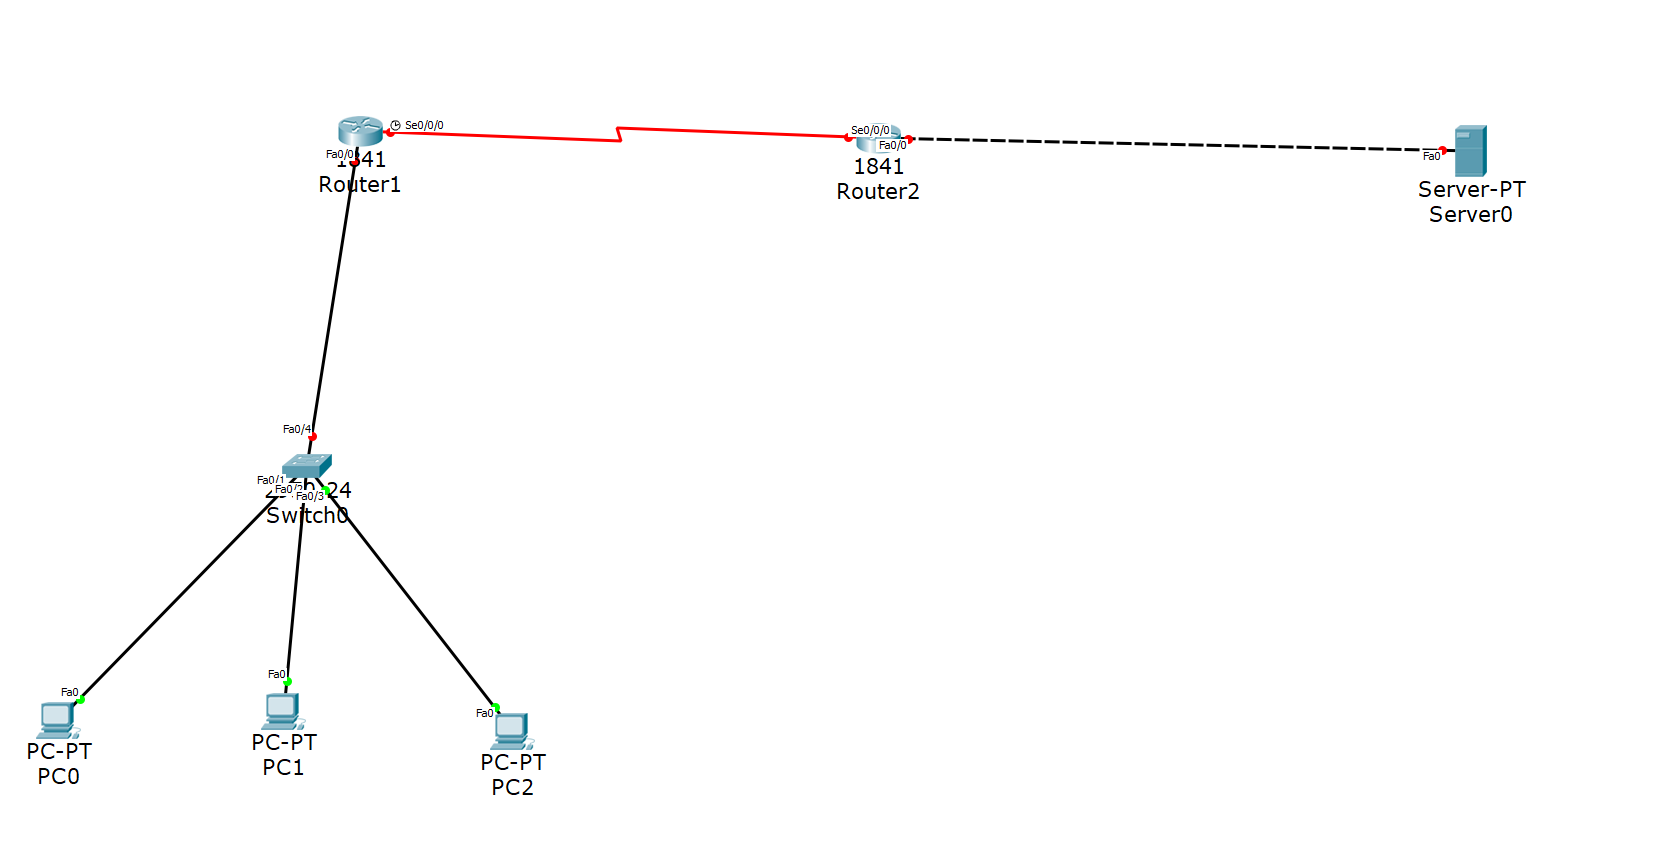 Se0/0/0
Fa0/0
1841
Router1
Se0/0/0
Fa0/0
1841
Router2
Fa0
Server-PT
Server0
Fa0/4
Fa0/1
Fa0/2
Fa0/3
24
Switch0
Fa0
PC-PT
PC0
Fa0
PC-PT
PC1
Fa0
PC-PT
PC2